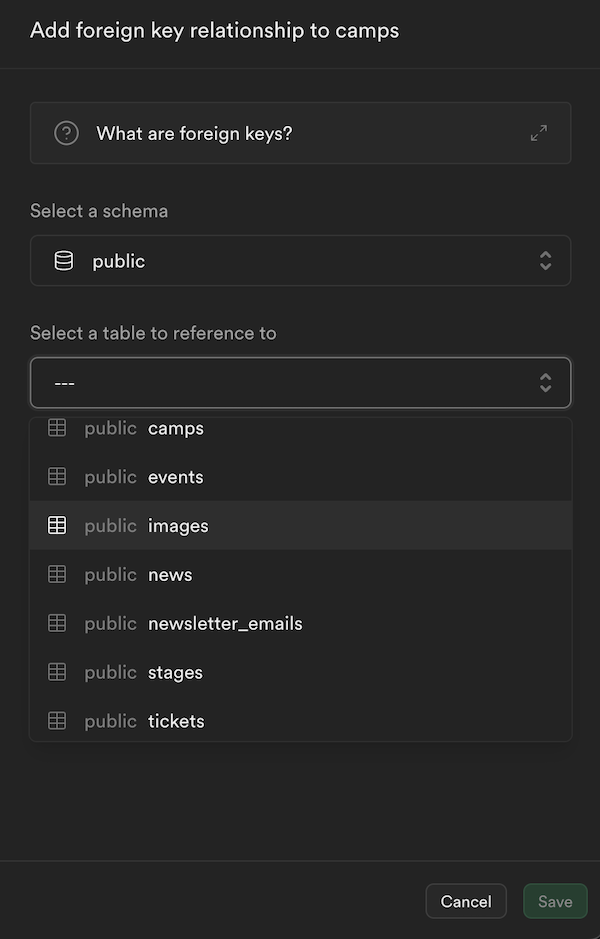 Add foreign key relationship to camps
What are foreign keys?
Select a schema
public
Select a table to reference to
---
public camps
public events
public images
public news
public newsletter_emails
public stages
public tickets
Cancel Save